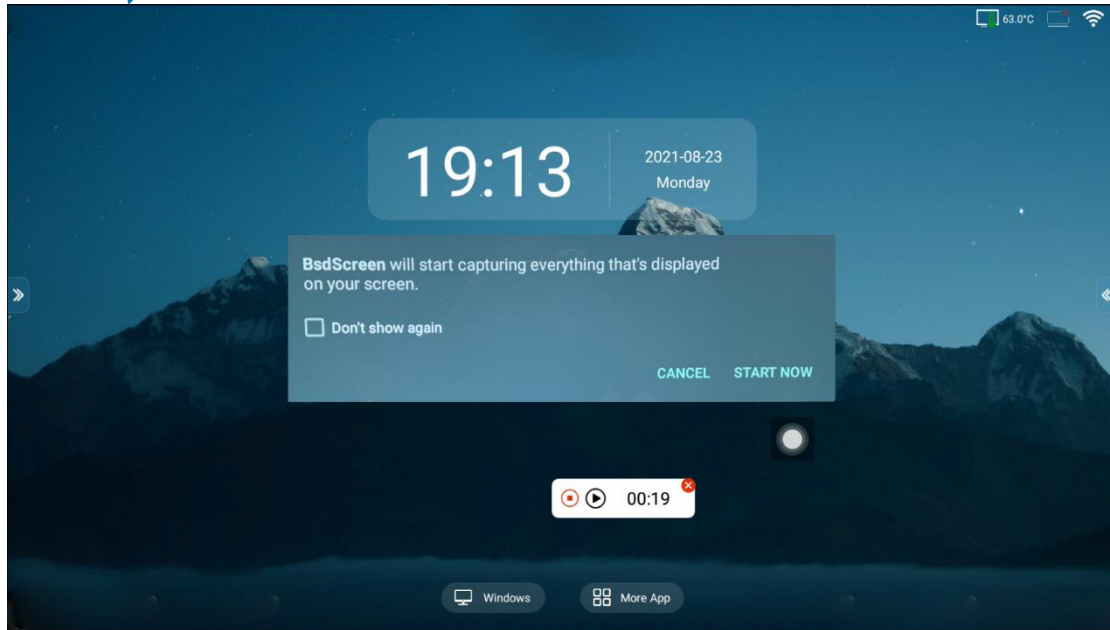 63.0°C
19:13
2021-08-23
Monday
BsdScreen will start capturing everything that's displayed
on your screen.
Don't show again
CANCEL START NOW
00:19
Windows More App